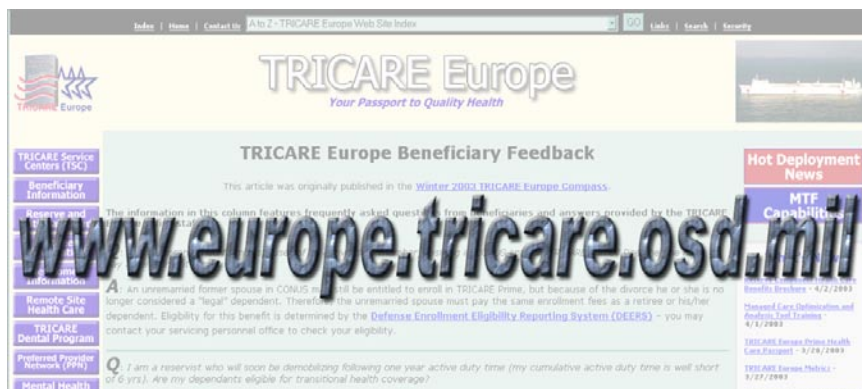 Index | Home | Contact Us A to Z - TRICARE Europe Web Site Index GO Links | Search | Security
TRICARE Europe
TRICARE Europe
Your Passport to Quality Health
TRICARE Service
Centers (TSC)
Beneficiary
Information
Reserve and
Information
Remote Site
Health Care
TRICARE
Dental Program
Preferred Provider
Network (PPN)
Mental Health
TRICARE Europe Beneficiary Feedback
This article was originally published in the Winter 2003 TRICARE Europe Compass.
The information in this column features frequently asked questions from beneficiaries and answers provided by the TRICARE
www.europe.tricare.osd.mil
A: An unremarried former spouse in CONUS may still be entitled to enroll in TRICARE Prime, but because of the divorce he or she is no
longer considered a "legal" dependent. Therefore the unremarried spouse must pay the same enrollment fees as a retiree or his/her
dependent. Eligibility for this benefit is determined by the Defense Enrollment Eligibility Reporting System (DEERS) – you may
contact your servicing personnel office to check your eligibility.
Q: I am a reservist who will soon be demobilizing following one year active duty time (my cumulative active duty time is well short
of 6 yrs). Are my dependants eligible for transitional health coverage?
Hot Deployment
News
MTF
Capabilities
Benefits Brochure - 4/2/2003
Managed Care Optimization and
Analysis Tool Training -
4/1/2003
TRICARE Europe Prime Health
Care Passport - 3/28/2003
TRICARE Europe Metrics -
3/27/2003